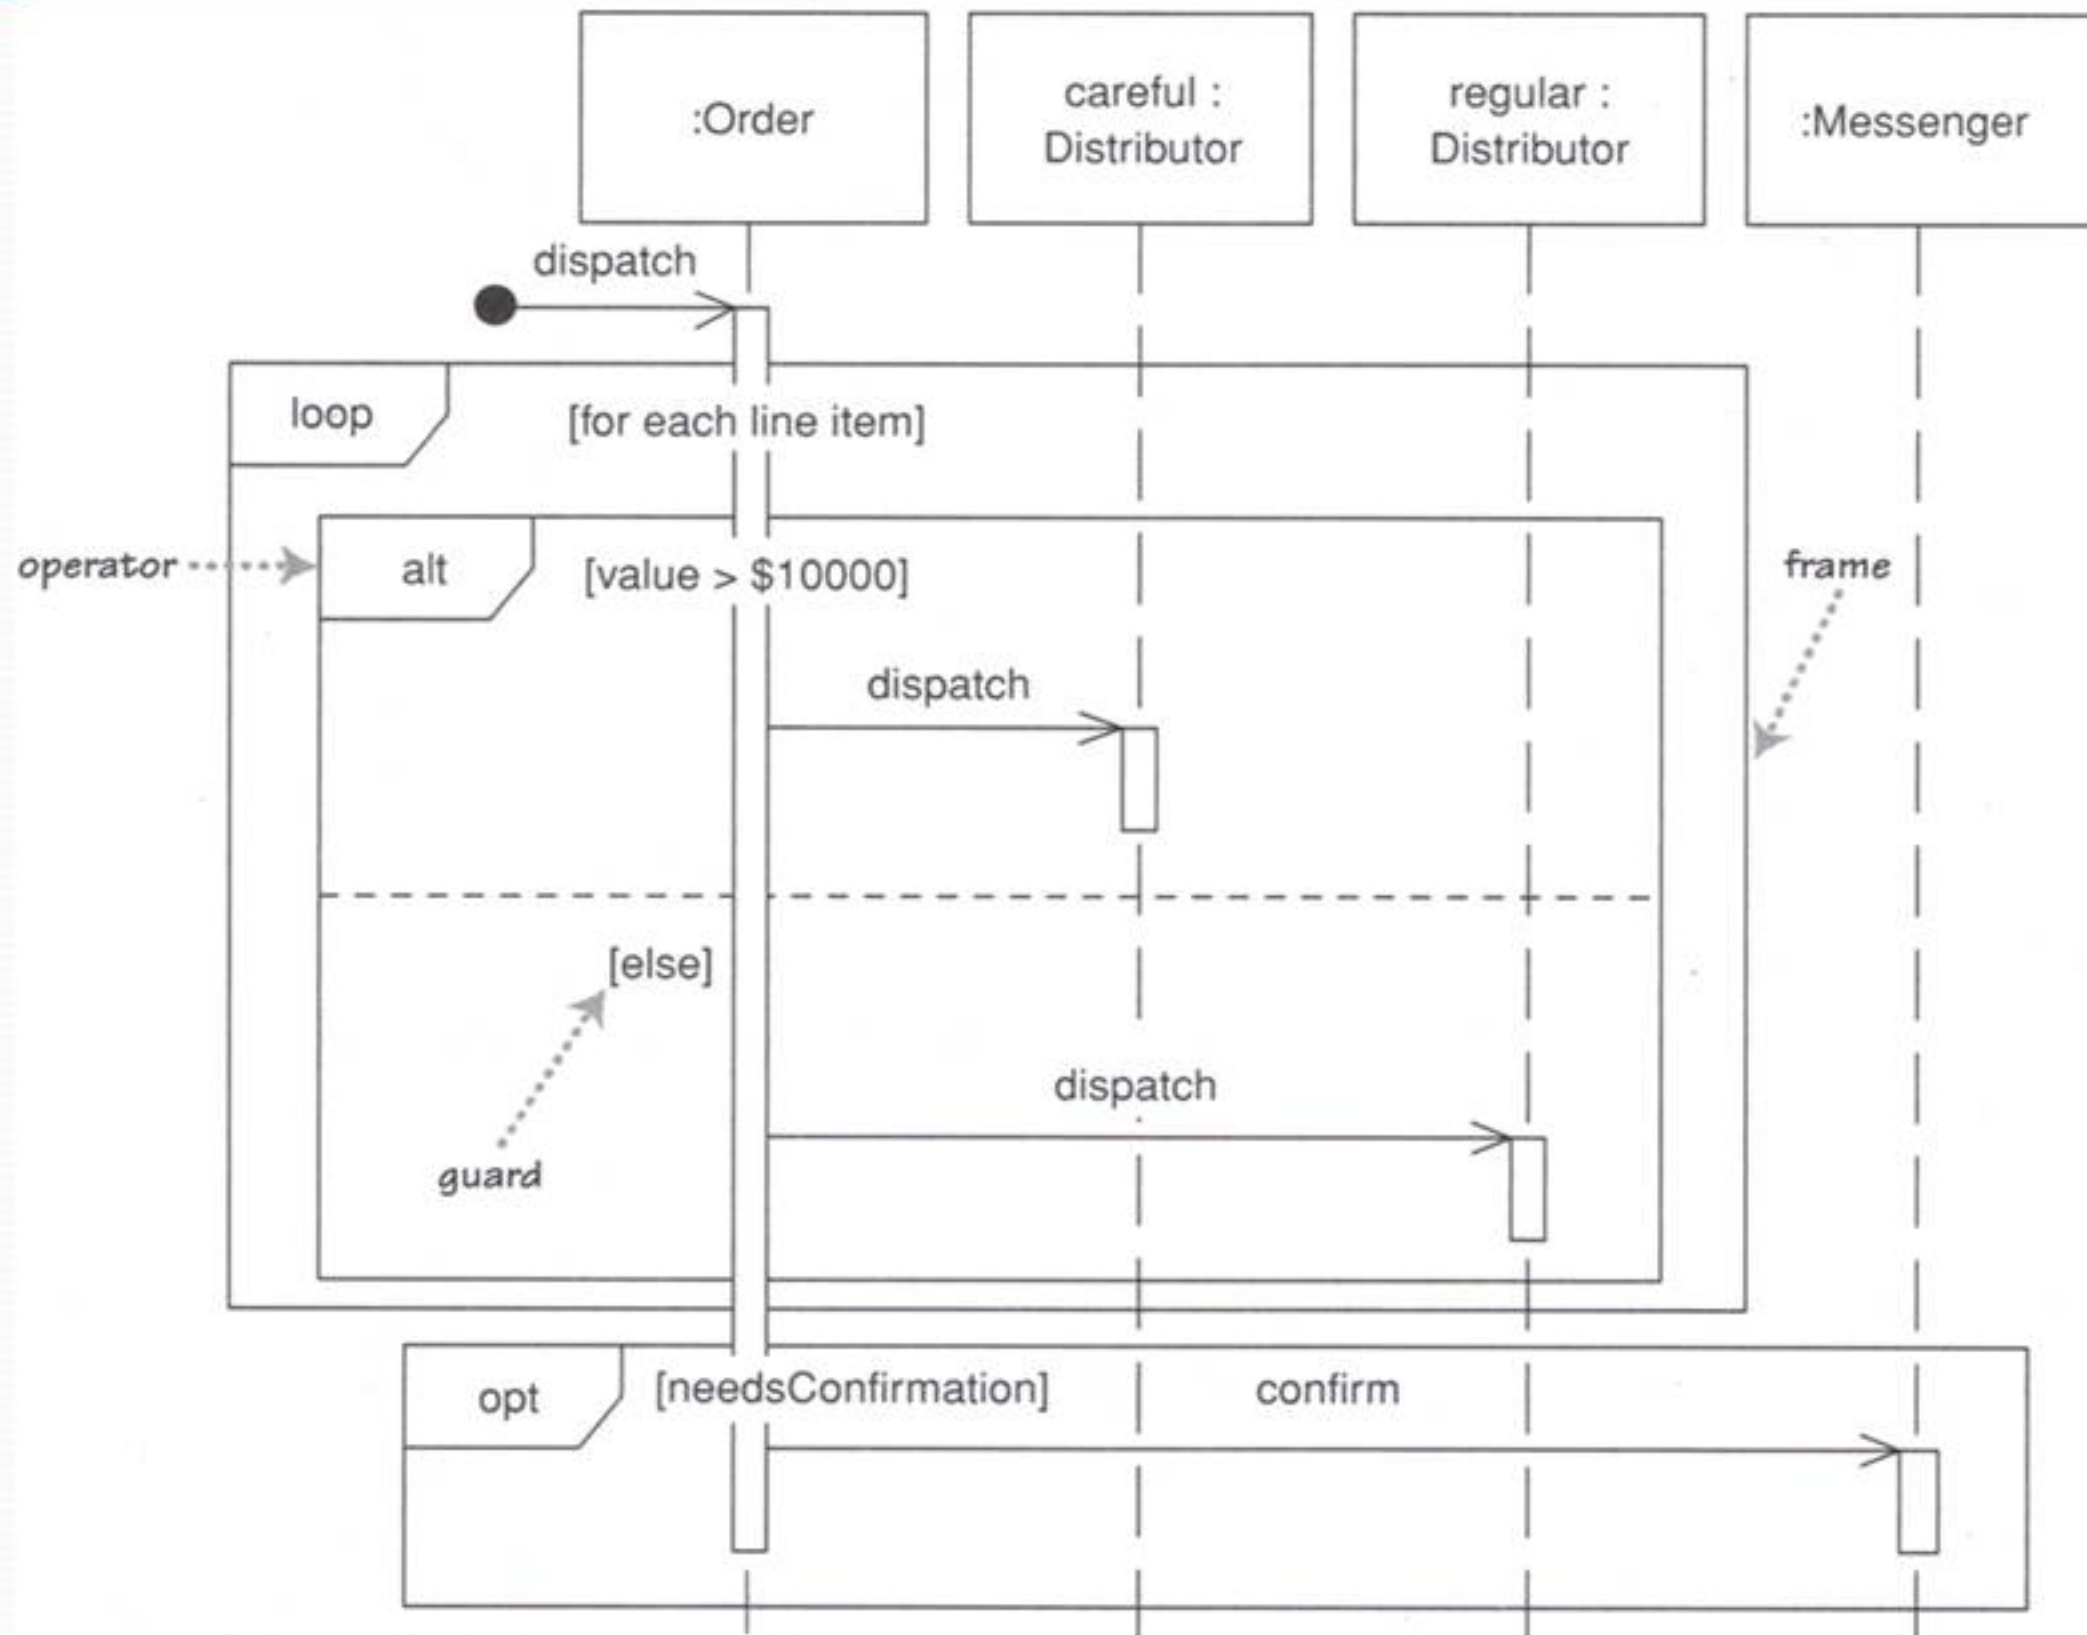 :Order
careful :
Distributor
regular :
Distributor
:Messenger
dispatch
loop
[for each line item]
operator
alt
[value > $10000]
frame
dispatch
[else]
dispatch
guard
opt
[needsConfirmation]
confirm